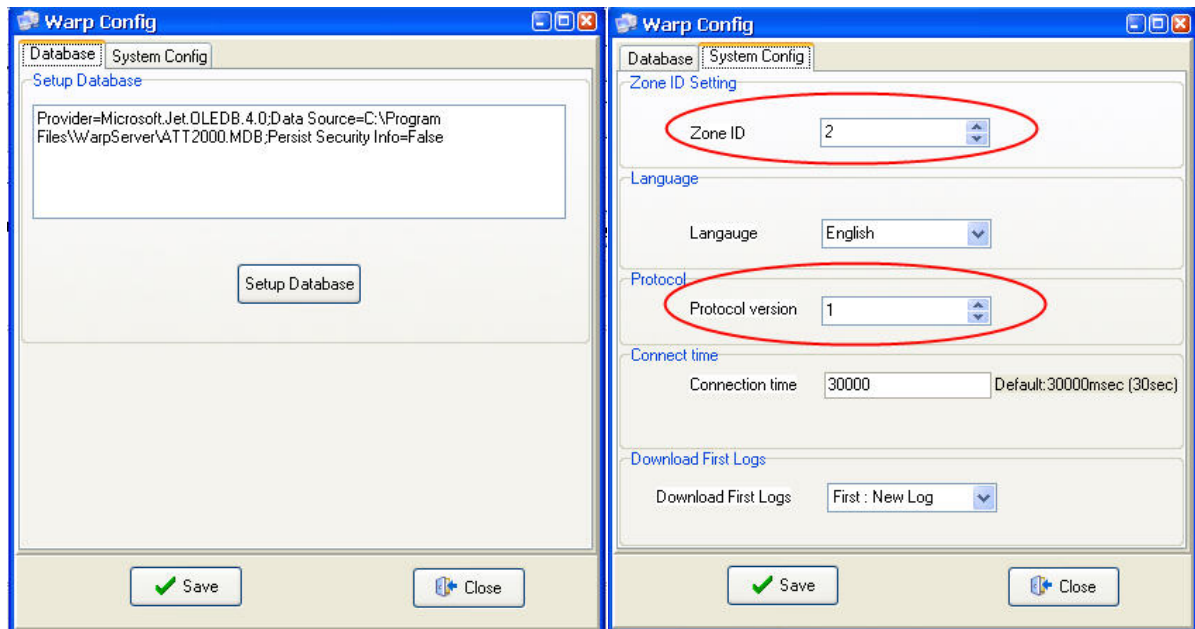 Warp Config
Database System Config
Setup Database
Provider=Microsoft.Jet.OLEDB.4.0;Data Source=C:\Program
Files\WarpServer\ATT2000.MDB;Persist Security Info=False
Setup Database
Save Close
Warp Config
Database System Config
Zone ID Setting
Zone ID 2
Language
Langauge English
Protocol
Protocol version 1
Connect time
Connection time 30000 Default:30000msec (30sec)
Download First Logs
Download First Logs First : New Log
Save Close